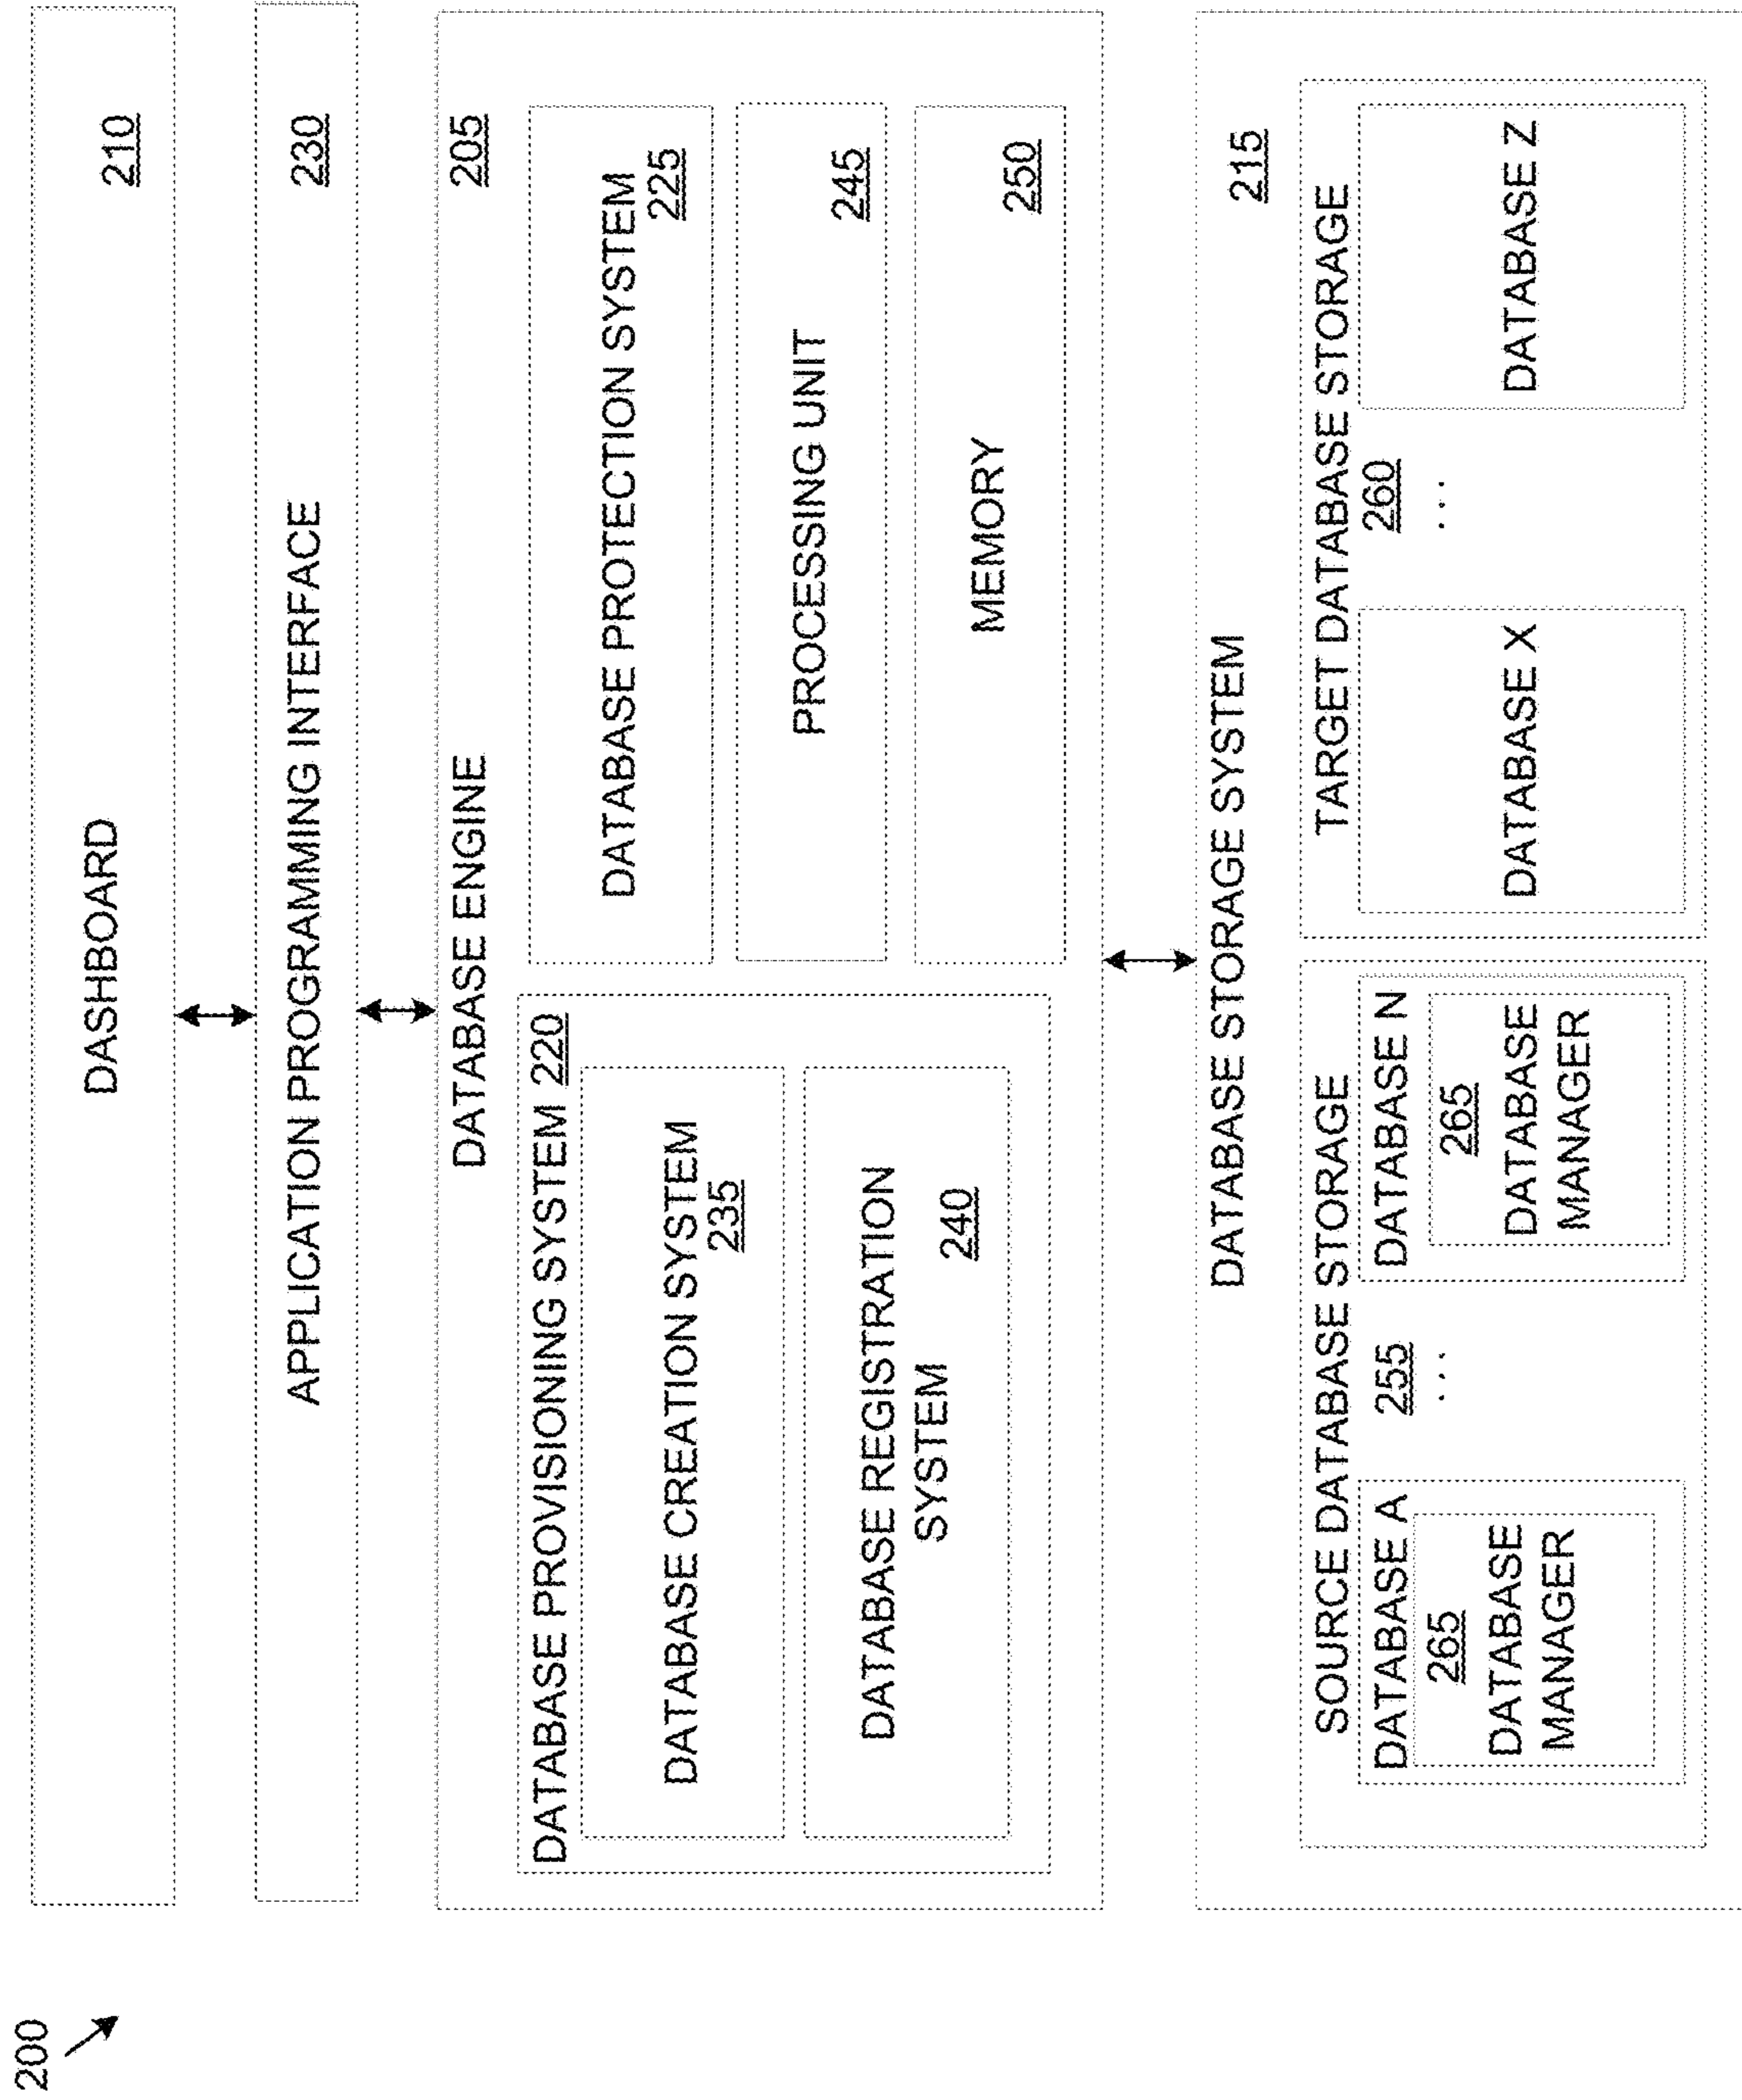 200
DASHBOARD
210
APPLICATION PROGRAMMING INTERFACE
230
DATABASE ENGINE
205
DATABASE PROVISIONING SYSTEM 220
DATABASE CREATION SYSTEM
235
DATABASE REGISTRATION
SYSTEM
240
DATABASE PROTECTION SYSTEM
225
PROCESSING UNIT
245
MEMORY
250
DATABASE STORAGE SYSTEM
215
SOURCE DATABASE STORAGE
255
DATABASE A
265
DATABASE
MANAGER
...
DATABASE N
265
DATABASE
MANAGER
TARGET DATABASE STORAGE
260
DATABASE X
...
DATABASE Z